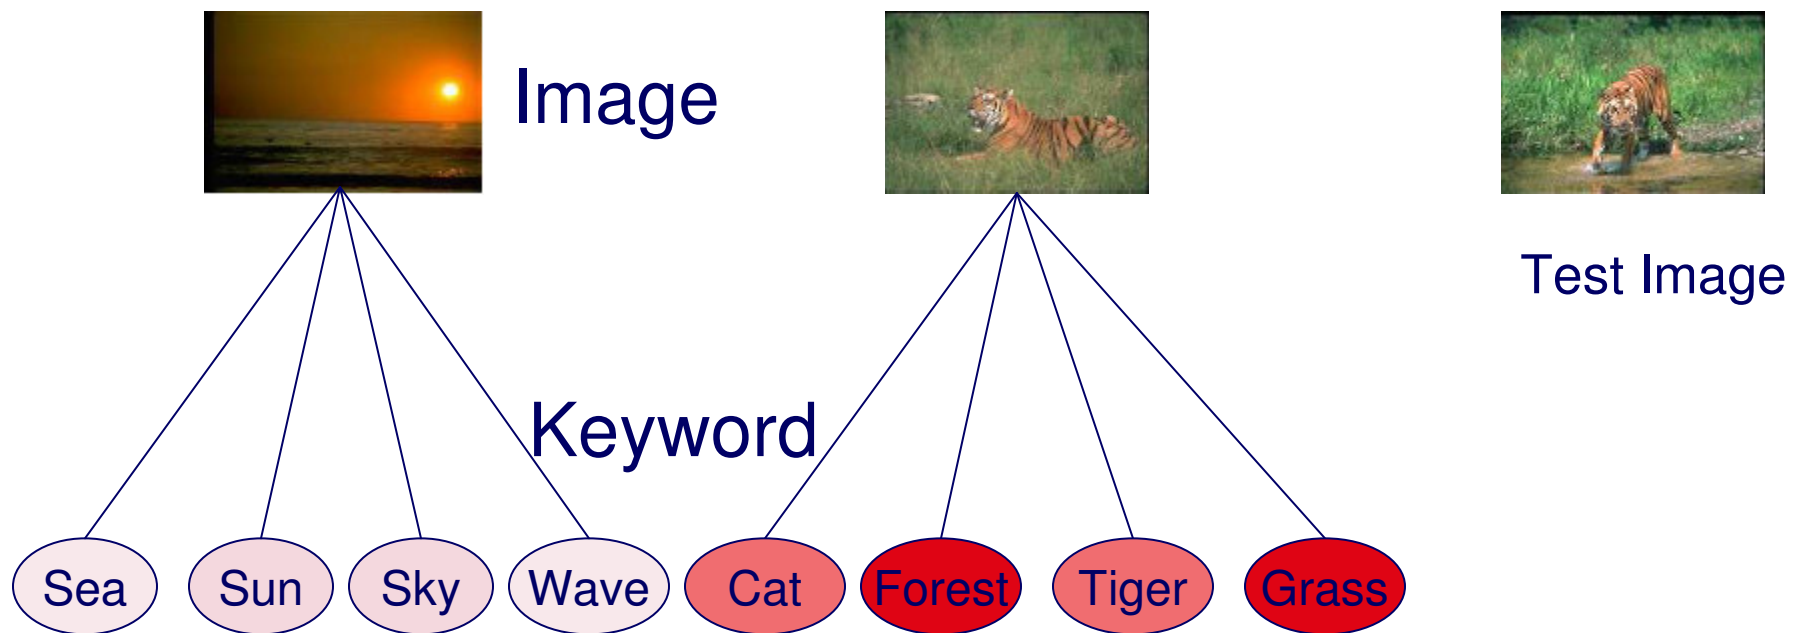 Image
Test Image
Keyword
Sea
Sun
Sky
Wave
Cat
Forest
Tiger
Grass